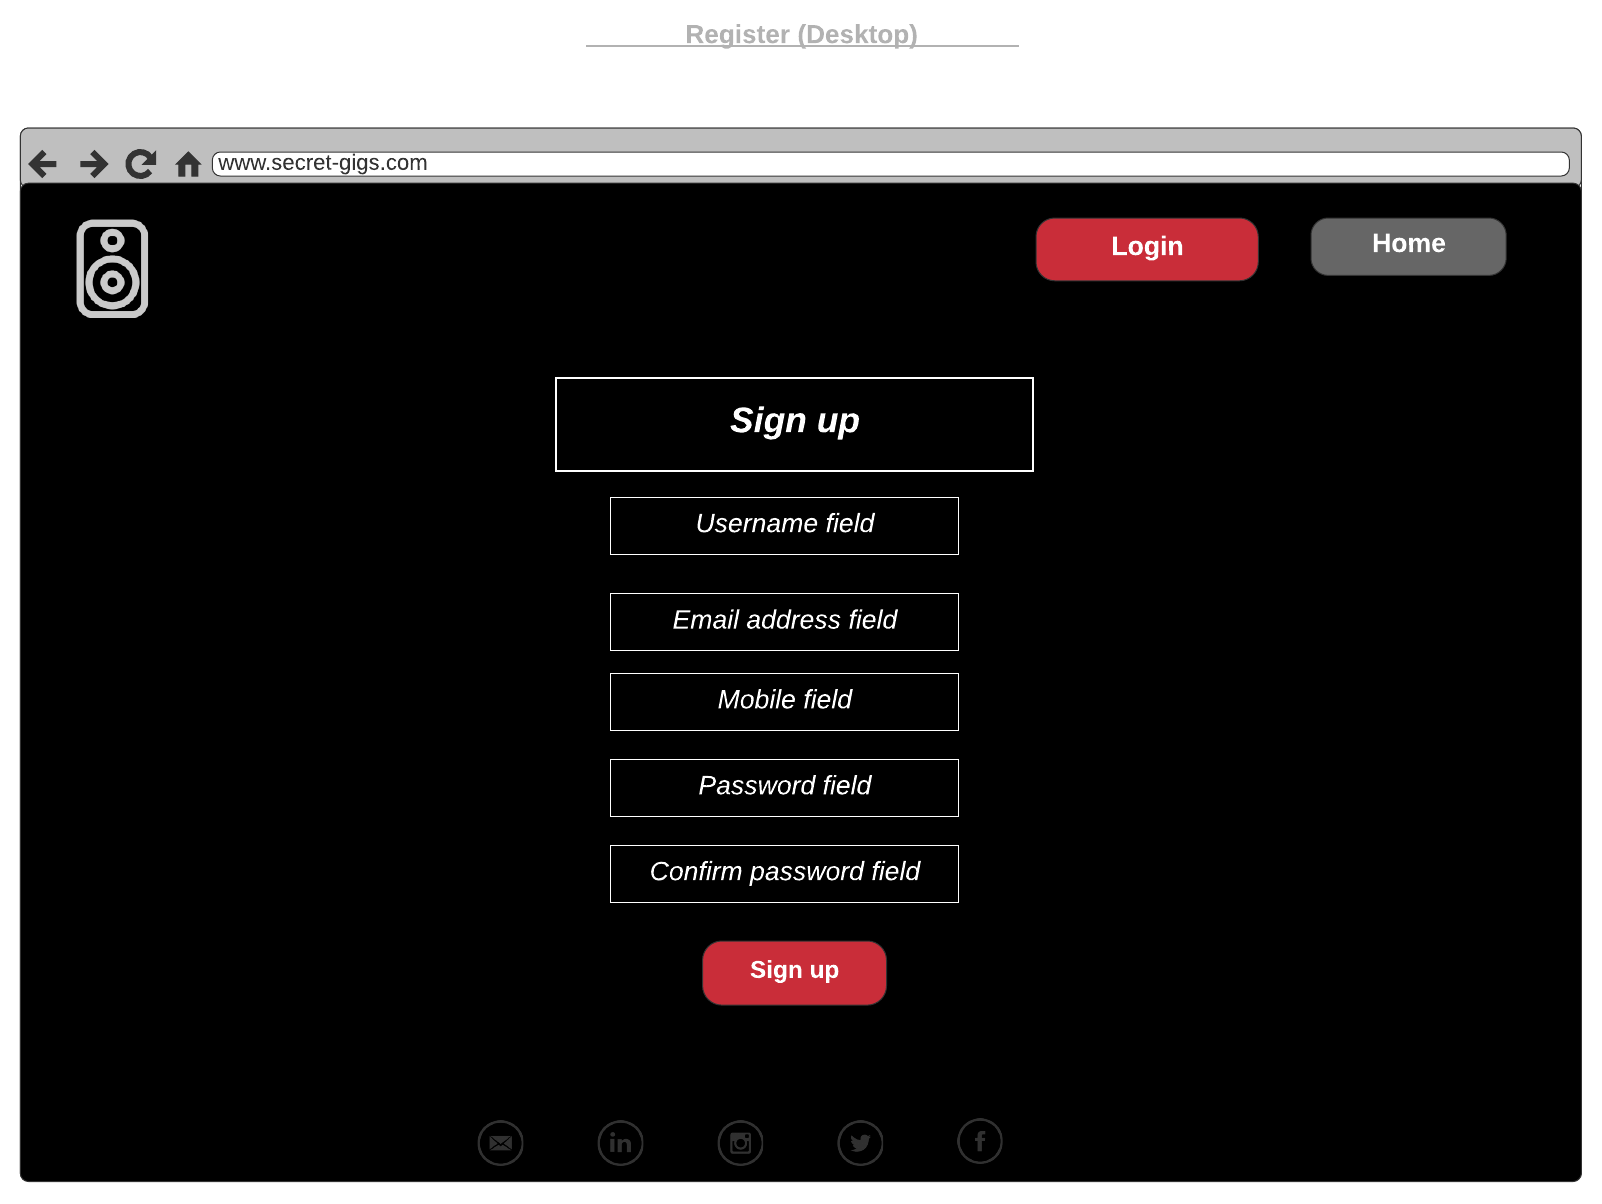 Register (Desktop)
www.secret-gigs.com
Login
Home
Sign up
Username field
Email address field
Mobile field
Password field
Confirm password field
Sign up